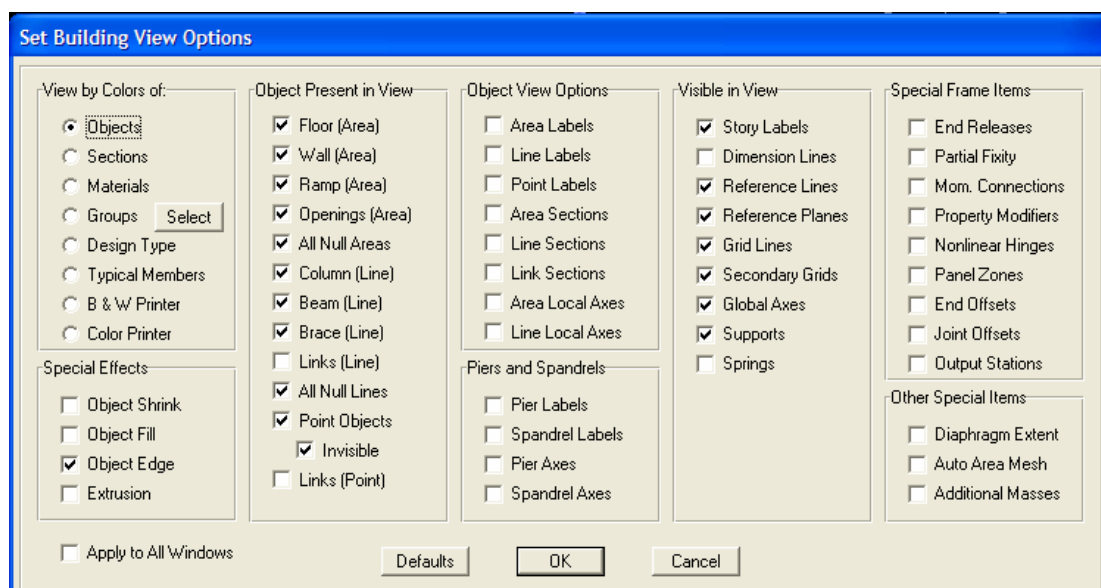 Set Building View Options
View by Colors of:
Objects
Sections
Materials
Groups Select
Design Type
Typical Members
B & W Printer
Color Printer
Special Effects
Object Shrink
Object Fill
Object Edge
Extrusion
Object Present in View
Floor (Area)
Wall (Area)
Ramp (Area)
Openings (Area)
All Null Areas
Column (Line)
Beam (Line)
Brace (Line)
Links (Line)
All Null Lines
Point Objects
Invisible
Links (Point)
Object View Options
Area Labels
Line Labels
Point Labels
Area Sections
Line Sections
Link Sections
Area Local Axes
Line Local Axes
Piers and Spandrels
Pier Labels
Spandrel Labels
Pier Axes
Spandrel Axes
Visible in View
Story Labels
Dimension Lines
Reference Lines
Reference Planes
Grid Lines
Secondary Grids
Global Axes
Supports
Springs
Special Frame Items
End Releases
Partial Fixity
Mom. Connections
Property Modifiers
Nonlinear Hinges
Panel Zones
End Offsets
Joint Offsets
Output Stations
Other Special Items
Diaphragm Extent
Auto Area Mesh
Additional Masses
Apply to All Windows
Defaults
OK
Cancel